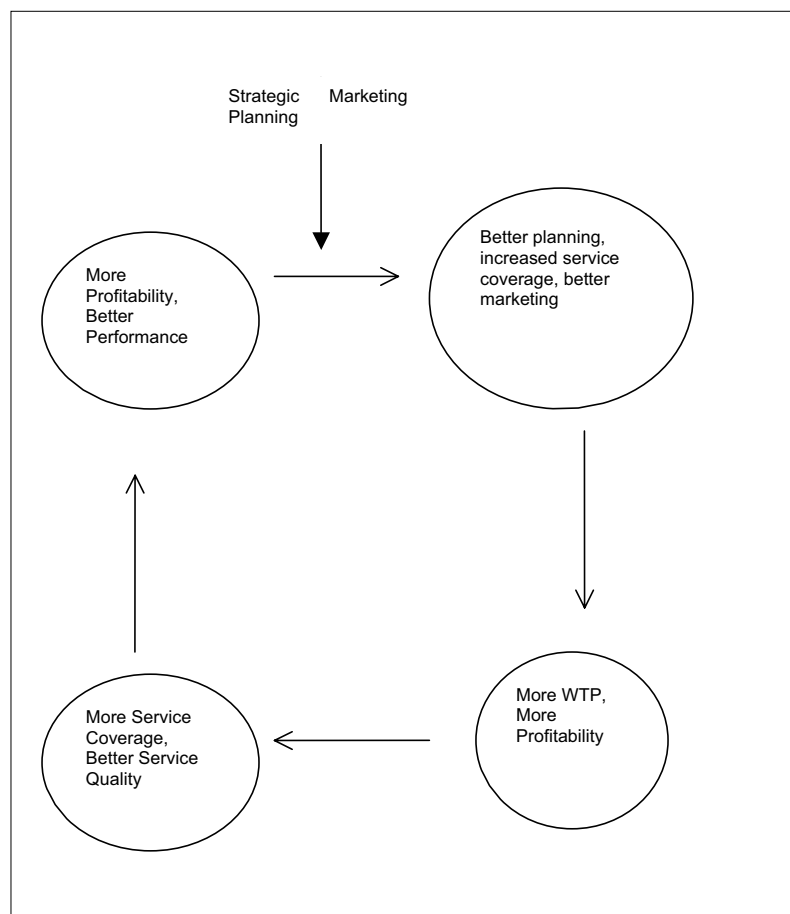 Strategic Marketing
Planning
Better planning,
increased service
coverage, better
marketing
More
Profitability,
Better
Performance
More WTP,
More
Profitability
More Service
Coverage,
Better Service
Quality